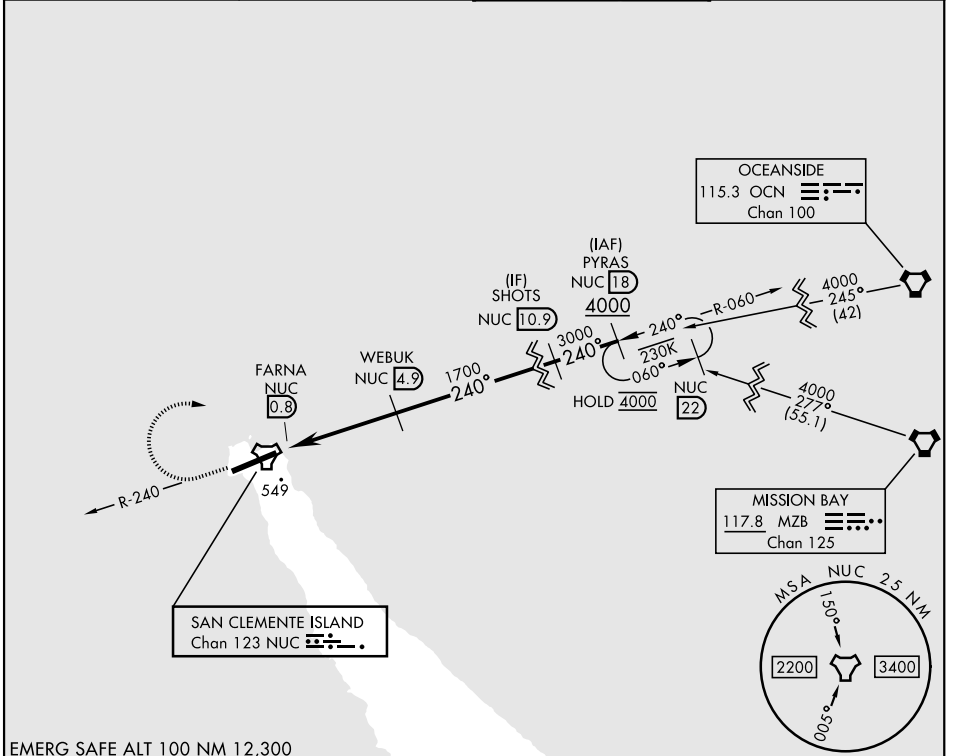 OCEANSIDE
115.3 OCN
Chan 100
(IAF)
PYRAS
NUC 18
4000
(IF)
SHOTS
NUC 10.9
4000
245°
(42)
R-060
240°
230K
060°
3000
240°
HOLD 4000
NUC
22
4000
277°
(55.1)
WEBUK
NUC 4.9
1700
240°
FARNA
NUC
0.8
R-240
549
MISSION BAY
117.8 MZB
Chan 125
SAN CLEMENTE ISLAND
Chan 123 NUC
MSA NUC 25 NM
150°
2200
3400
005°
EMERG SAFE ALT 100 NM 12,300